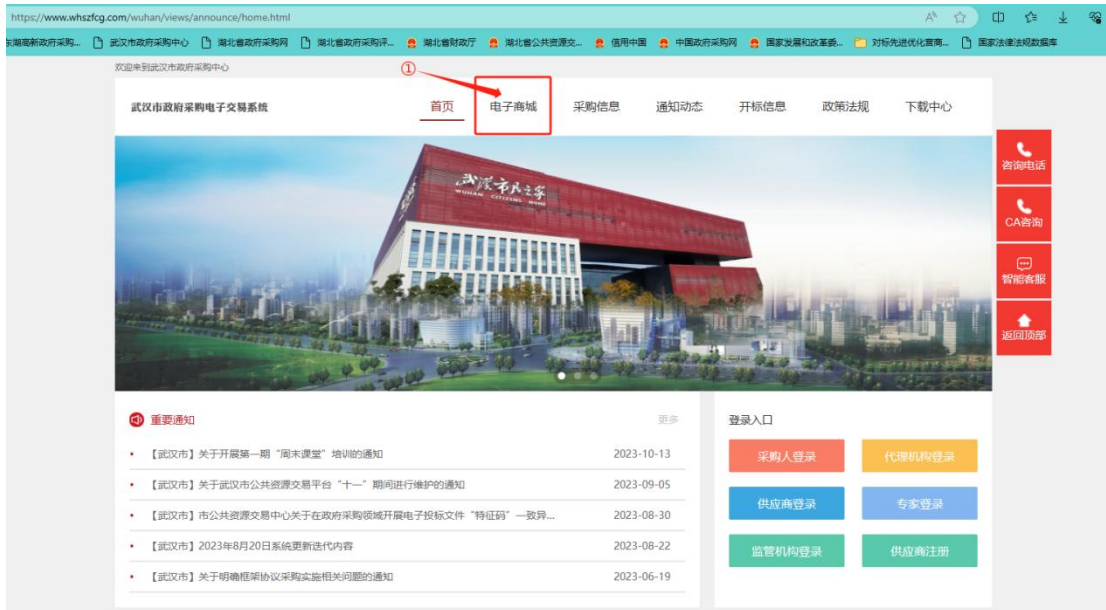 https://www.whszfcg.com/wuhan/views/announce/home.html
东湖高新政府采购... 武汉市政府采购中心 湖北省政府采购网 湖北省政府采购评... 湖北省财政厅 湖北省公共资源交... 信用中国 中国政府采购网 国家发展和改革委... 对标先进优化营商... 国家法律法规数据库
欢迎来到武汉市政府采购中心
①
武汉市政府采购电子交易系统 首页 电子商城 采购信息 通知动态 开标信息 政策法规 下载中心
武汉市民之家
WUHAN CITIZENS HOME
咨询电话
CA咨询
智能客服
返回顶部
重要通知 更多
【武汉市】关于开展第一期“周末课堂”培训的通知 2023-10-13
【武汉市】关于武汉市公共资源交易平台“十一”期间进行维护的通知 2023-09-05
【武汉市】市公共资源交易中心关于在政府采购领域开展电子投标文件“特征码”一致异... 2023-08-30
【武汉市】2023年8月20日系统更新迭代内容 2023-08-22
【武汉市】关于明确框架协议采购实施相关问题的通知 2023-06-19
登录入口
采购人登录 代理机构登录
供应商登录 专家登录
监管机构登录 供应商注册